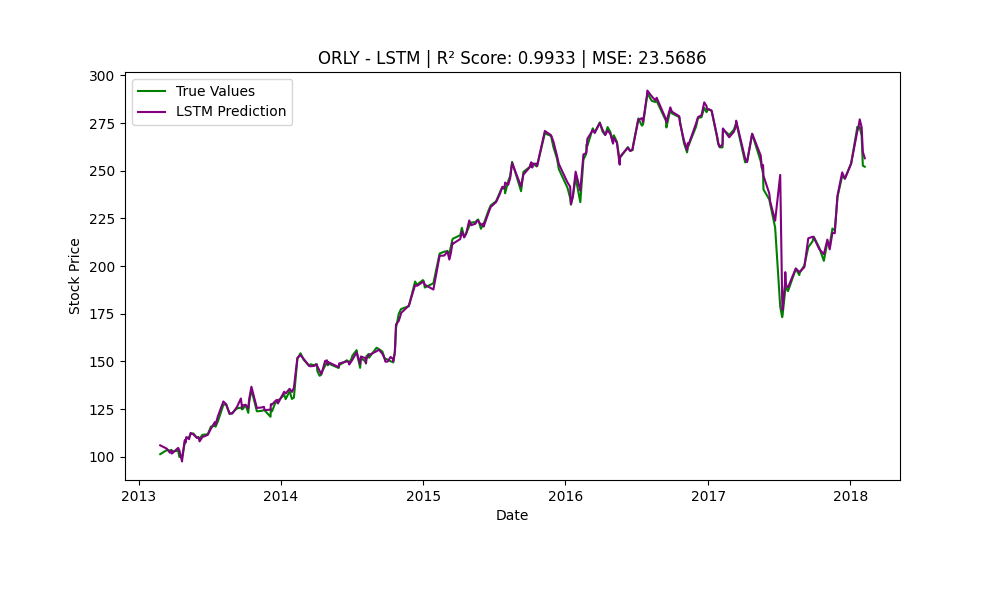 ORLY - LSTM | R² Score: 0.9933 | MSE: 23.5686
True Values
LSTM Prediction
300
275
250
225
200
175
150
125
100
Stock Price
2013 2014 2015 2016 2017 2018
Date